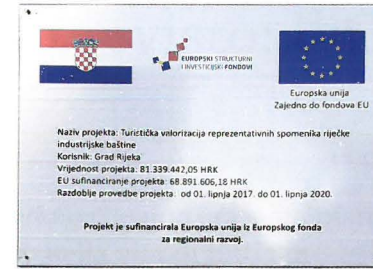 EUROPSKI STRUKTURNI
I INVESTICIJSKI FONDOVI
Europska unija
Zajedno do fondova EU
Naziv projekta: Turistička valorizacija reprezentativnih spomenika riječke
industrijske baštine
Korisnik: Grad Rijeka
Vrijednost projekta: 81.339.442,05 HRK
EU sufinanciranje projekta: 68.891.606,18 HRK
Razdoblje provedbe projekta: od 01. lipnja 2017. do 01. lipnja 2020.
Projekt je sufinancirala Europska unija iz Europskog fonda
za regionalni razvoj.